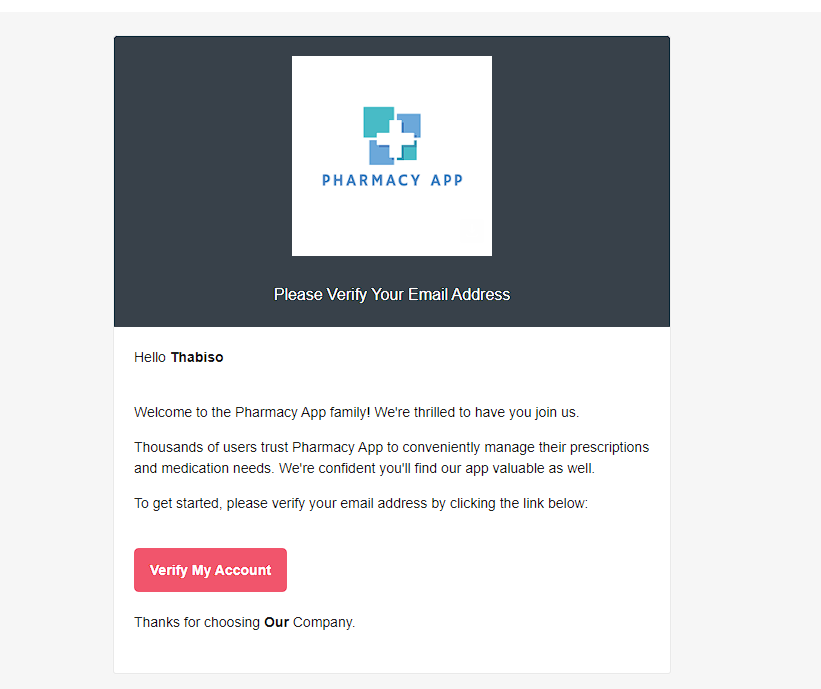 PHARMACY APP
Please Verify Your Email Address
Hello Thabiso
Welcome to the Pharmacy App family! We're thrilled to have you join us.
Thousands of users trust Pharmacy App to conveniently manage their prescriptions
and medication needs. We're confident you'll find our app valuable as well.
To get started, please verify your email address by clicking the link below:
Verify My Account
Thanks for choosing Our Company.